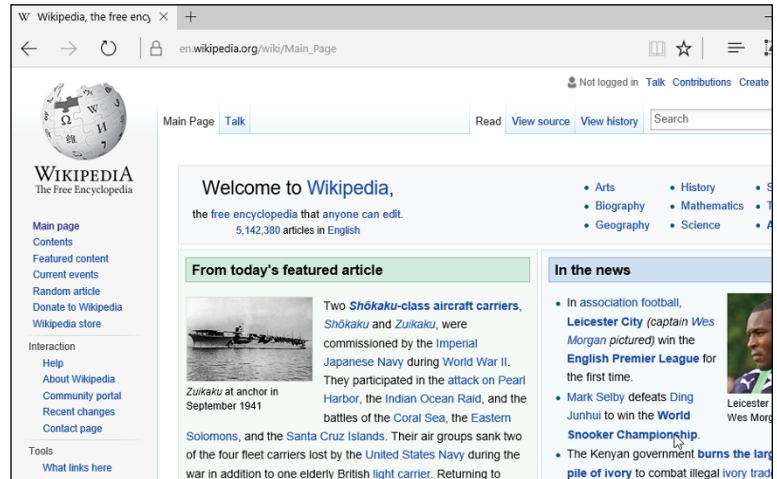 W Wikipedia, the free ency
en.wikipedia.org/wiki/Main_Page
Not logged in Talk Contributions Create
Main Page Talk Read View source View history Search
WIKIPEDIA
The Free Encyclopedia
Main page
Contents
Featured content
Current events
Random article
Donate to Wikipedia
Wikipedia store
Interaction
Help
About Wikipedia
Community portal
Recent changes
Contact page
Tools
What links here
Welcome to Wikipedia,
the free encyclopedia that anyone can edit.
5,142,380 articles in English
• Arts • History
• Biography • Mathematics
• Geography • Science
From today's featured article
Zuikaku at anchor in
September 1941
Two Shōkaku-class aircraft carriers,
Shōkaku and Zuikaku, were
commissioned by the Imperial
Japanese Navy during World War II.
They participated in the attack on Pearl
Harbor, the Indian Ocean Raid, and the
battles of the Coral Sea, the Eastern
Solomons, and the Santa Cruz Islands. Their air groups sank two
of the four fleet carriers lost by the United States Navy during the
war in addition to one elderly British light carrier. Returning to
In the news
• In association football,
Leicester City (captain Wes
Morgan pictured) win the
English Premier League for
the first time.
• Mark Selby defeats Ding
Junhui to win the World
Snooker Championship.
• The Kenyan government burns the larg
pile of ivory to combat illegal ivory trad
Leicester
Wes Morg